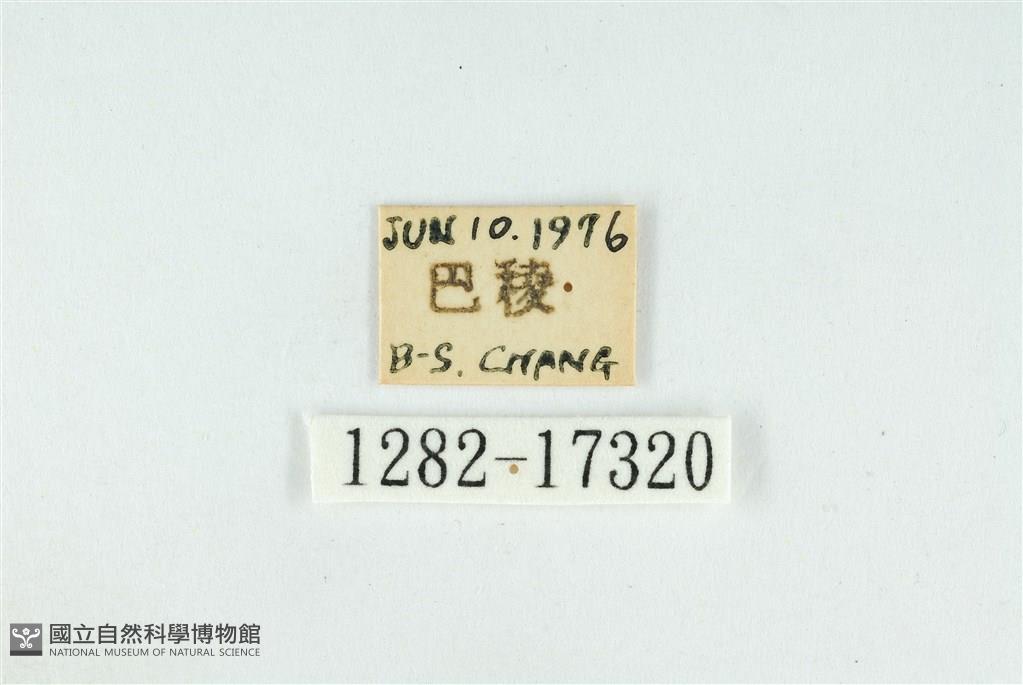 JUN 10. 1976
巴稜
B-S. CHANG
1282-17320
國立自然科學博物館
NATIONAL MUSEUM OF NATURAL SCIENCE